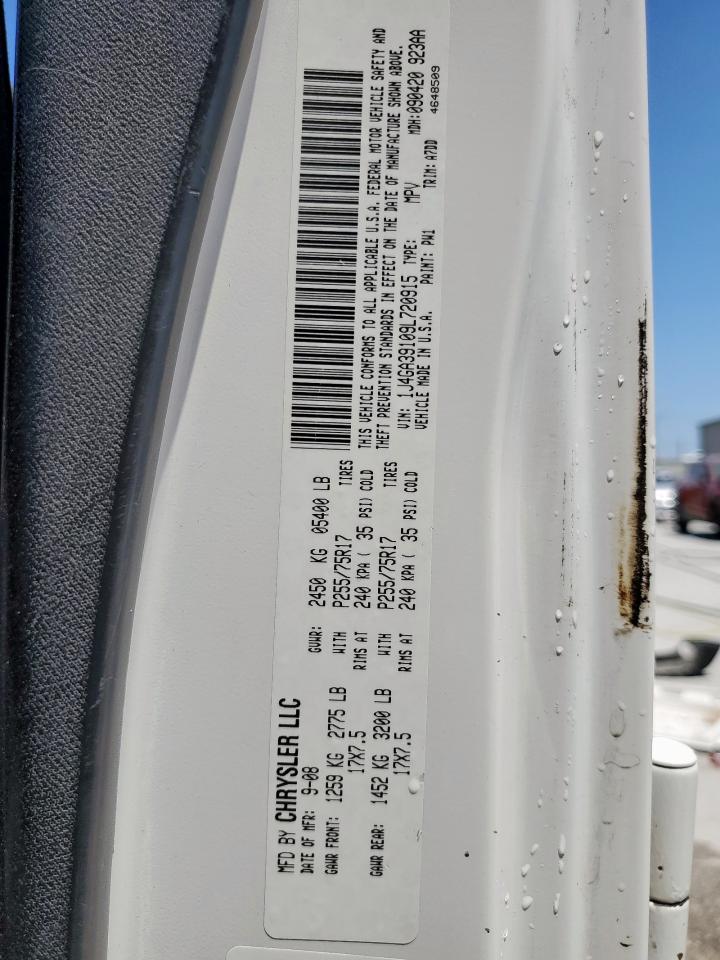 MFD BY CHRYSLER LLC
DATE OF MFR: 9-08 GVWR: 2450 KG 05400 LB
GAWR FRONT: 1259 KG 2775 LB WITH P255/75R17 TIRES
17X7.5 RIMS AT 240 KPA ( 35 PSI) COLD
GAWR REAR: 1452 KG 3200 LB WITH P255/75R17 TIRES
17X7.5 RIMS AT 240 KPA ( 35 PSI) COLD
THIS VEHICLE CONFORMS TO ALL APPLICABLE U.S.A. FEDERAL MOTOR VEHICLE SAFETY AND
THEFT PREVENTION STANDARDS IN EFFECT ON THE DATE OF MANUFACTURE SHOWN ABOVE.
VIN: 1J4GA39109L720915 TYPE: MPV MDH:090420 923AA
VEHICLE MADE IN U.S.A. PAINT: PW1 TRIM: A7DD 4648509